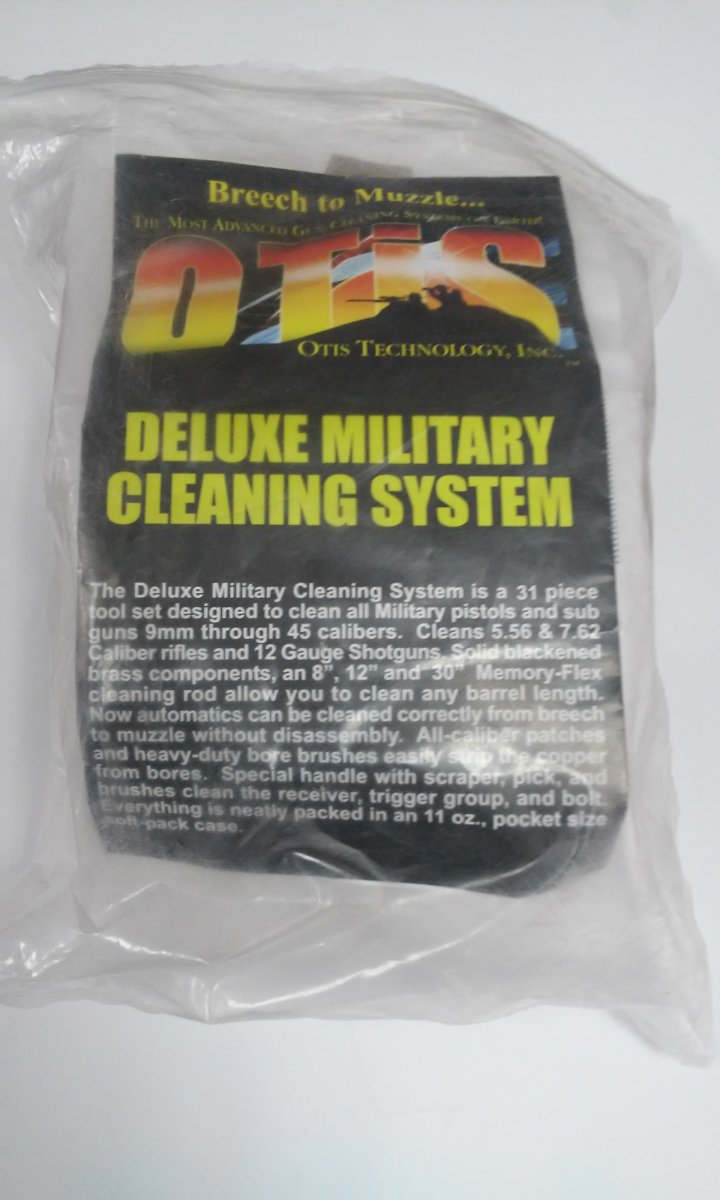 Breech to Muzzle...
THE MOST ADVANCED GUN CLEANING SYSTEMS ON EARTH!
OTiS
OTIS TECHNOLOGY, INC.™
DELUXE MILITARY
CLEANING SYSTEM
The Deluxe Military Cleaning System is a 31 piece
tool set designed to clean all Military pistols and sub
guns 9mm through 45 calibers. Cleans 5.56 & 7.62
Caliber rifles and 12 Gauge Shotguns. Solid blackened
brass components, an 8”, 12” and 30” Memory-Flex
cleaning rod allow you to clean any barrel length.
Now automatics can be cleaned correctly from breech
to muzzle without disassembly. All-caliber patches
and heavy-duty bore brushes easily strip the copper
from bores. Special handle with scraper, pick, and
brushes clean the receiver, trigger group, and bolt.
Everything is neatly packed in an 11 oz., pocket size
soft-pack case.